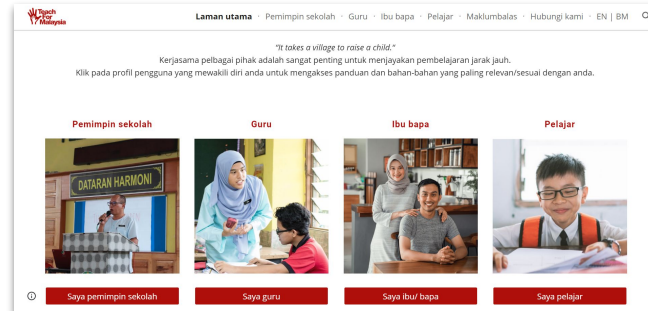 Teach
For
Malaysia
Laman utama · Pemimpin sekolah · Guru · Ibu bapa · Pelajar · Maklumbalas · Hubungi kami · EN | BM
"It takes a village to raise a child."
Kerjasama pelbagai pihak adalah sangat penting untuk menjayakan pembelajaran jarak jauh.
Klik pada profil pengguna yang mewakili diri anda untuk mengakses panduan dan bahan-bahan yang paling relevan/sesuai dengan anda.
Pemimpin sekolah
Guru
Ibu bapa
Pelajar
DATARAN HARMONI
Saya pemimpin sekolah
Saya guru
Saya ibu/ bapa
Saya pelajar